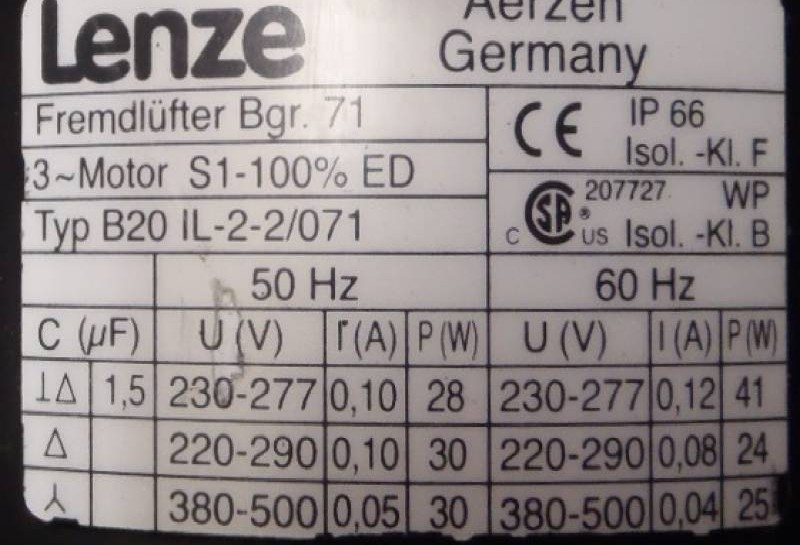 Lenze
Aerzen
Germany
Fremdlüfter Bgr. 71
3~Motor S1-100% ED
Typ B20 IL-2-2/071
CE IP 66
Isol. -Kl. F
207727 WP
C SA ® US Isol. -Kl. B
50 Hz 60 Hz
C (µF) U (V) I (A) P (W) U (V) I (A) P (W)
⊥ Δ 1,5 230-277 0,10 28 230-277 0,12 41
Δ 220-290 0,10 30 220-290 0,08 24
⅄ 380-500 0,05 30 380-500 0,04 25